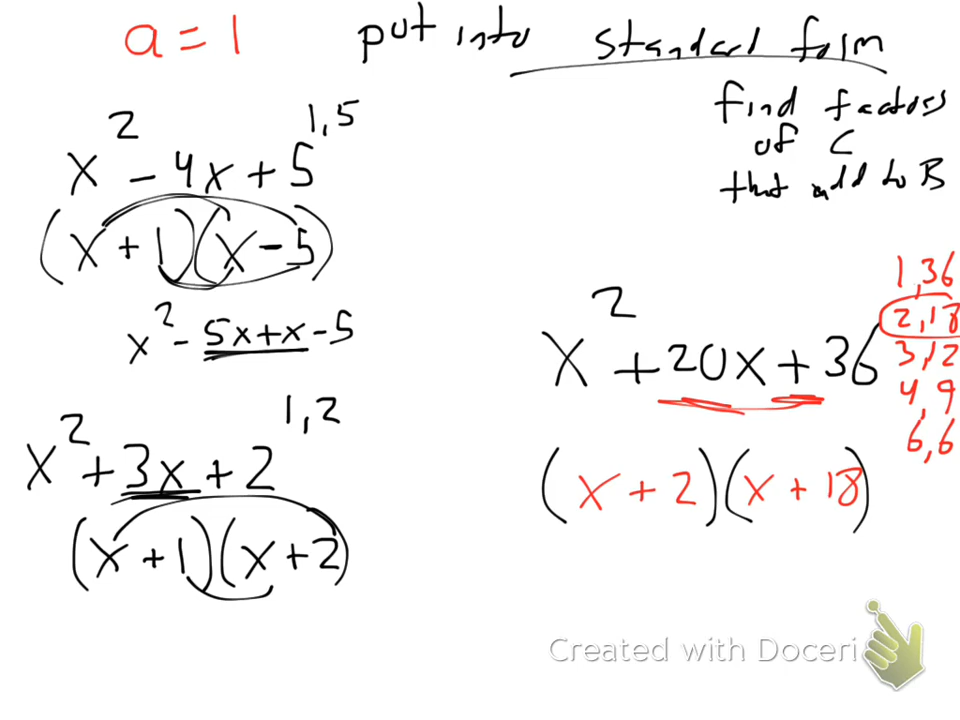 a = 1
put into standard form
find factors
of C
that add to B
1,5
x² - 4x + 5
(x + 1)(x - 5)
x² - 5x + x - 5
1,2
x² + 3x + 2
(x + 1)(x + 2)
x² + 20x + 36
1,36
2,18
3,12
4,9
6,6
(x + 2)(x + 18)
Created with Doceri